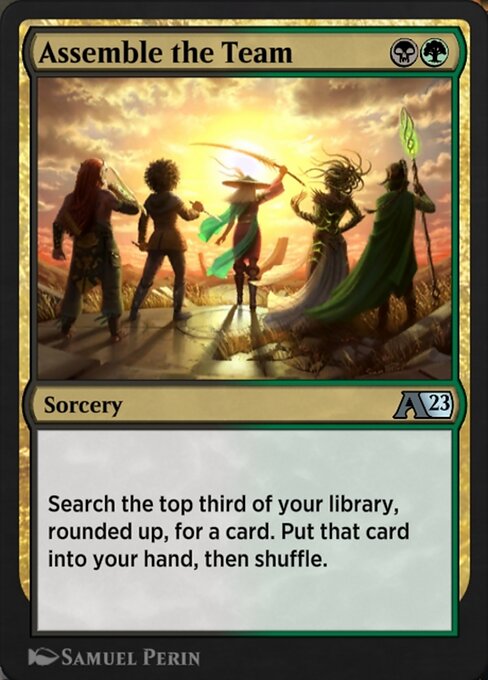 Assemble the Team
Sorcery
A23
Search the top third of your library,
rounded up, for a card. Put that card
into your hand, then shuffle.
Samuel Perin